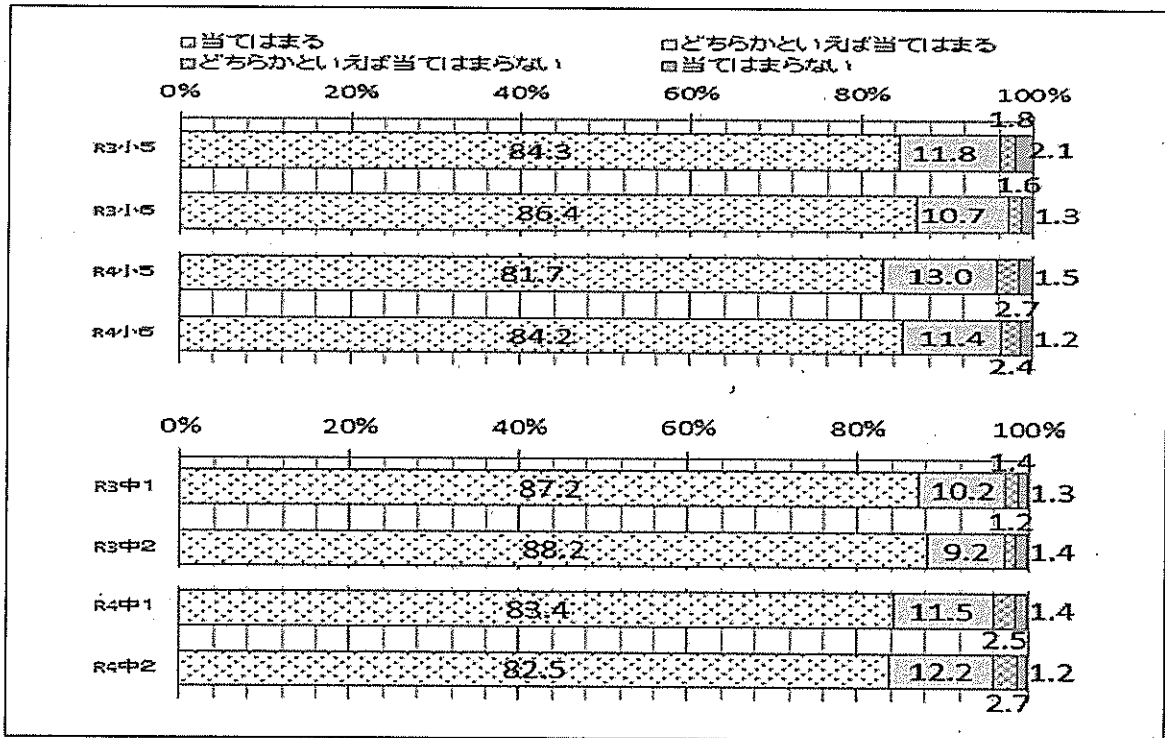 □当てはまる □どちらかといえば当てはまる
□どちらかといえば当てはまらない □当てはまらない
0% 20% 40% 60% 80% 100%
1.8
R3小5 84.3 11.8 2.1
1.6
R3小6 86.4 10.7 1.3
R4小5 81.7 13.0 1.5
2.7
R4小6 84.2 11.4 1.2
2.4
0% 20% 40% 60% 80% 100%
1.4
R3中1 87.2 10.2 1.3
1.2
R3中2 88.2 9.2 1.4
R4中1 83.4 11.5 1.4
2.5
R4中2 82.5 12.2 1.2
2.7